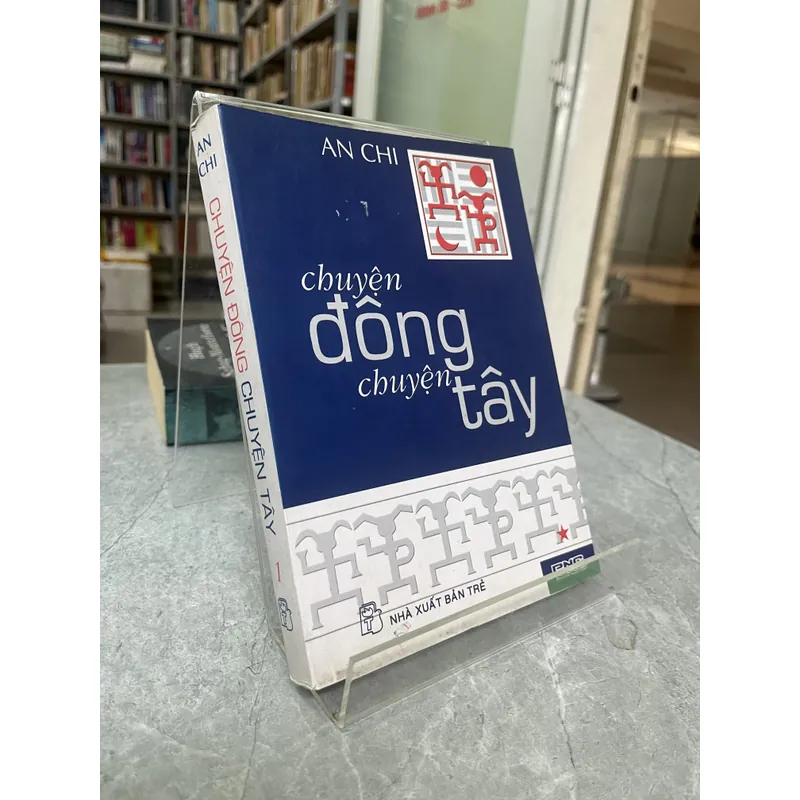 AN CHI
chuyện
đông
chuyện
tây
NHÀ XUẤT BẢN TRẺ
AN
CHI
CHUYỆN ĐÔNG CHUYỆN TÂY
1